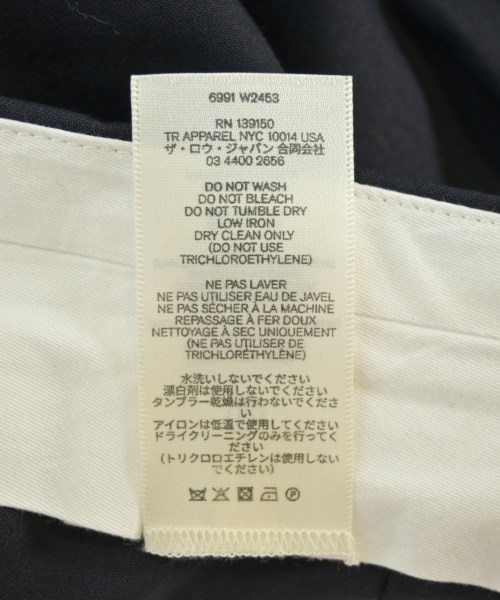 6991 W2453
RN 139150
TR APPAREL NYC 10014 USA
ザ・ロウ・ジャパン 合同会社
03 4400 2656
DO NOT WASH
DO NOT BLEACH
DO NOT TUMBLE DRY
LOW IRON
DRY CLEAN ONLY
(DO NOT USE
TRICHLOROETHYLENE)
NE PAS LAVER
NE PAS UTILISER EAU DE JAVEL
NE PAS SÉCHER À LA MACHINE
REPASSAGE À FER DOUX
NETTOYAGE À SEC UNIQUEMENT
(NE PAS UTILISER DE
TRICHLORÉTHYLÈNE)
水洗いしないでください
漂白剤は使用しないでください
タンブラー乾燥は行わないでくださ
い
アイロンは低温で使用してください
ドライクリーニングのみを行ってく
ださい
(トリクロロエチレンは使用しない
でください)
P